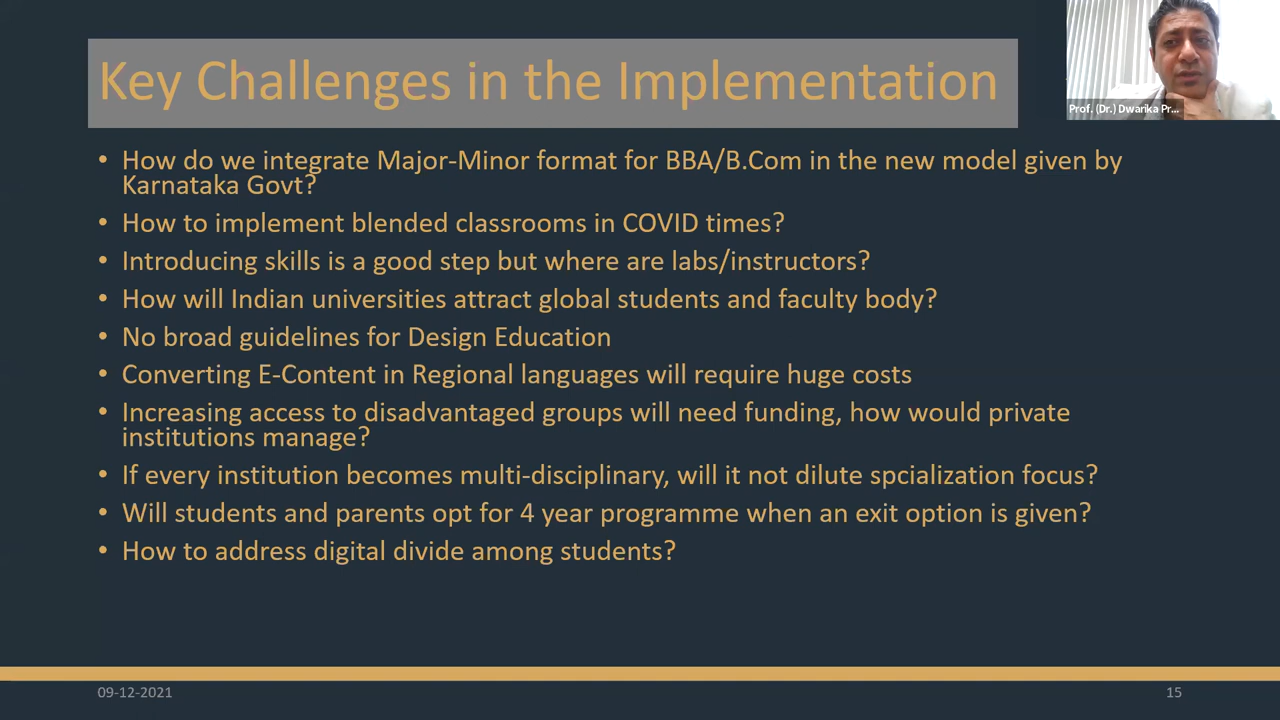 Key Challenges in the Implementation
Prof. (Dr.) Dwarika Pr...
• How do we integrate Major-Minor format for BBA/B.Com in the new model given by
Karnataka Govt?
• How to implement blended classrooms in COVID times?
• Introducing skills is a good step but where are labs/instructors?
• How will Indian universities attract global students and faculty body?
• No broad guidelines for Design Education
• Converting E-Content in Regional languages will require huge costs
• Increasing access to disadvantaged groups will need funding, how would private
institutions manage?
• If every institution becomes multi-disciplinary, will it not dilute spcialization focus?
• Will students and parents opt for 4 year programme when an exit option is given?
• How to address digital divide among students?
09-12-2021
15